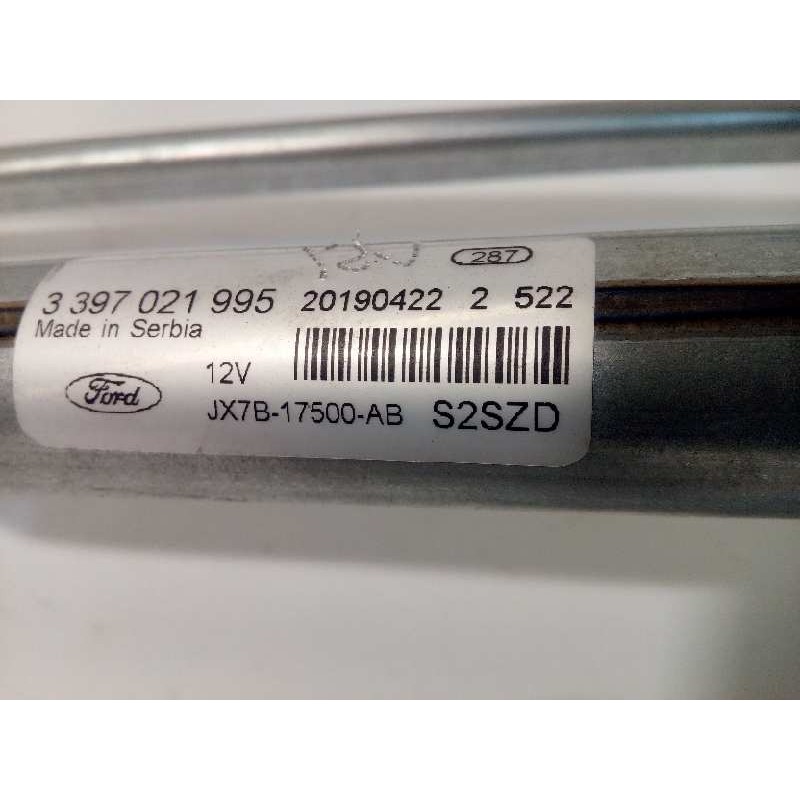 287
3 397 021 995 20190422 2 522
Made in Serbia
12V
Ford
JX7B-17500-AB S2SZD